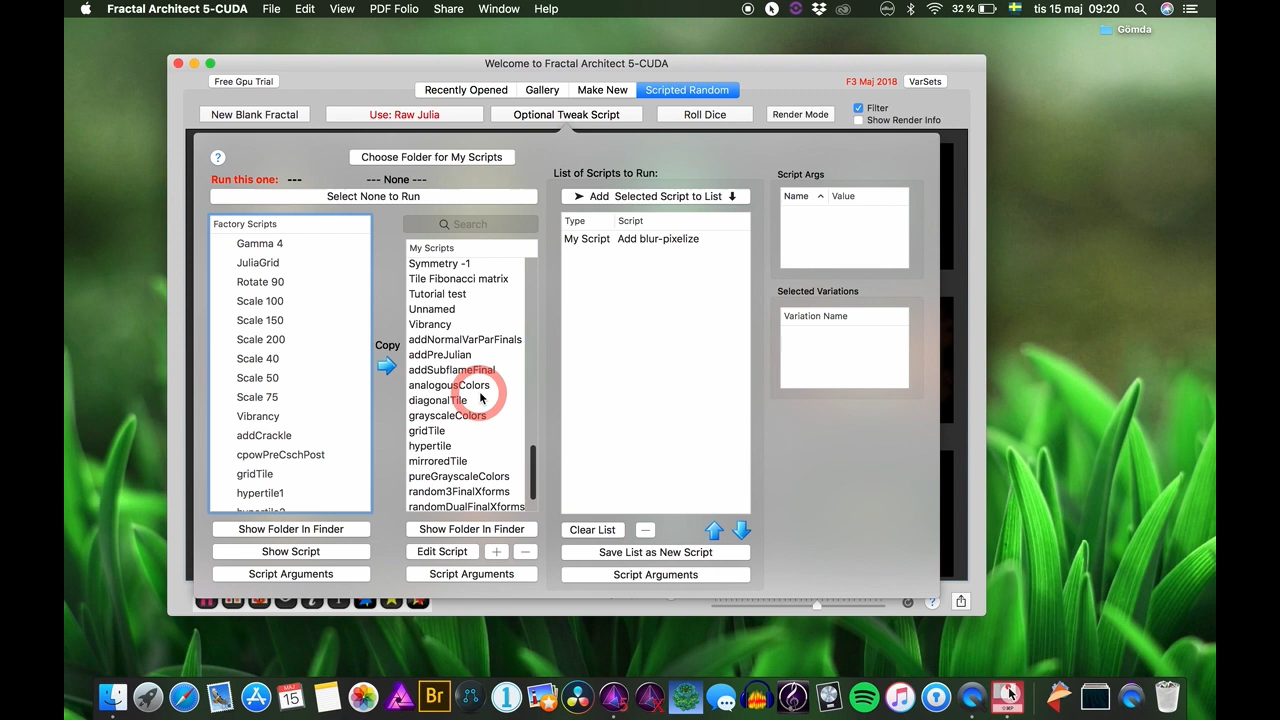 Fractal Architect 5-CUDA File Edit View PDF Folio Share Window Help 32 % tis 15 maj 09:20
Gömda
Welcome to Fractal Architect 5-CUDA
Free Gpu Trial F3 Maj 2018 VarSets
Recently Opened Gallery Make New Scripted Random
New Blank Fractal Use: Raw Julia Optional Tweak Script Roll Dice Render Mode Filter
Show Render Info
? Choose Folder for My Scripts
Run this one: --- --- None ---
Select None to Run
Factory Scripts
Gamma 4
JuliaGrid
Rotate 90
Scale 100
Scale 150
Scale 200
Scale 40
Scale 50
Scale 75
Vibrancy
addCrackle
cpowPreCschPost
gridTile
hypertile1
hypertile2
Show Folder In Finder
Show Script
Script Arguments
Copy
Search
My Scripts
Symmetry -1
Tile Fibonacci matrix
Tutorial test
Unnamed
Vibrancy
addNormalVarParFinals
addPreJulian
addSubflameFinal
analogousColors
diagonalTile
grayscaleColors
gridTile
hypertile
mirroredTile
pureGrayscaleColors
random3FinalXforms
randomDualFinalXforms
Show Folder In Finder
Edit Script + −
Script Arguments
List of Scripts to Run:
➤ Add Selected Script to List ⬇
Type Script
My Script Add blur-pixelize
Clear List −
Save List as New Script
Script Arguments
Script Args
Name Value
Selected Variations
Variation Name
?
MAJ
15
Br
1
5